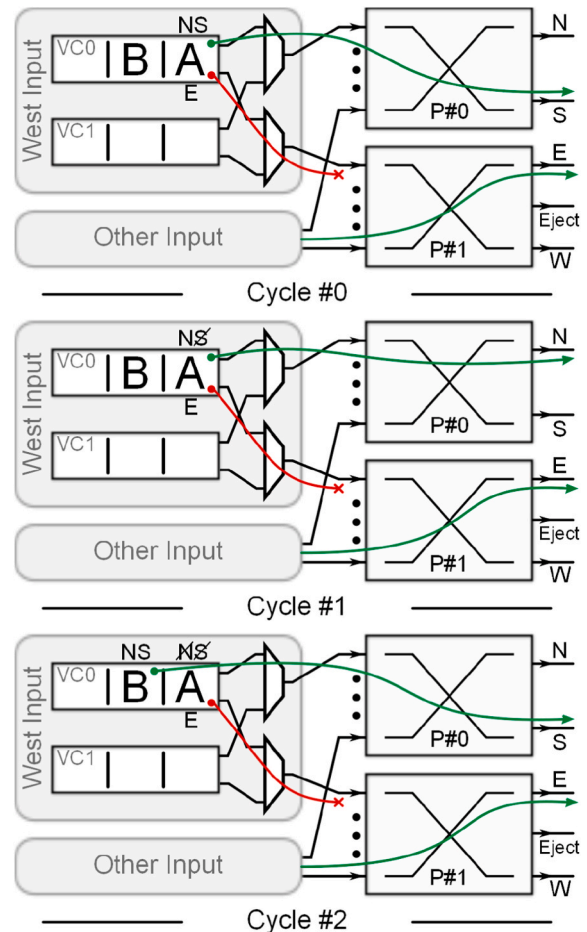 NS
N
VC0
B
A
E
P#0
S
West Input
VC1
E
P#1
Eject
Other Input
W
Cycle #0
NS
N
VC0
B
A
E
P#0
S
West Input
VC1
E
P#1
Eject
Other Input
W
Cycle #1
NS
NS
N
VC0
B
A
E
P#0
S
West Input
VC1
E
P#1
Eject
Other Input
W
Cycle #2